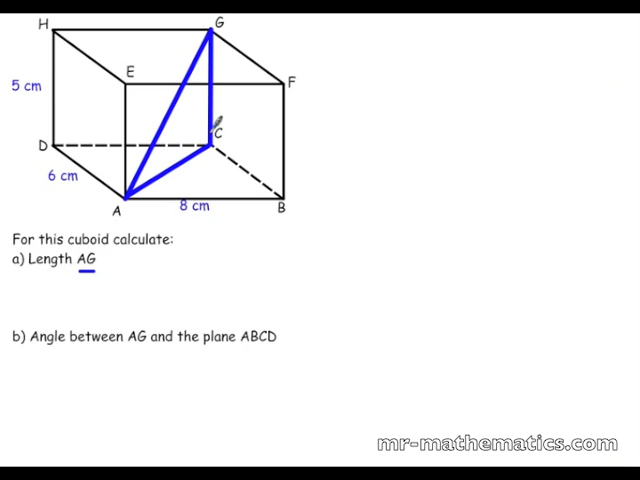 H
G
E
F
5 cm
C
D
6 cm
8 cm
A
B
For this cuboid calculate:
a) Length AG
b) Angle between AG and the plane ABCD
mr-mathematics.com